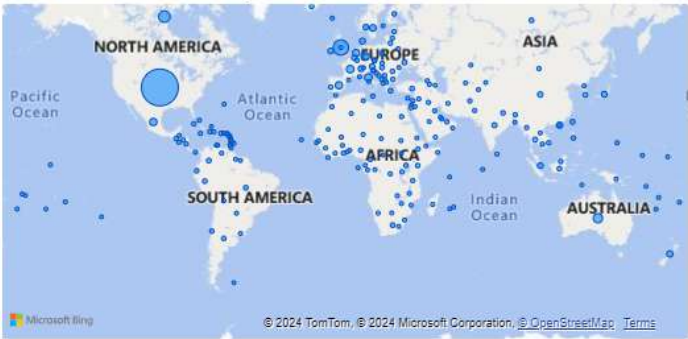 NORTH AMERICA
EUROPE
ASIA
Pacific
Ocean
Atlantic
Ocean
AFRICA
SOUTH AMERICA
Indian
Ocean
AUSTRALIA
Microsoft Bing
© 2024 TomTom, © 2024 Microsoft Corporation, © OpenStreetMap Terms